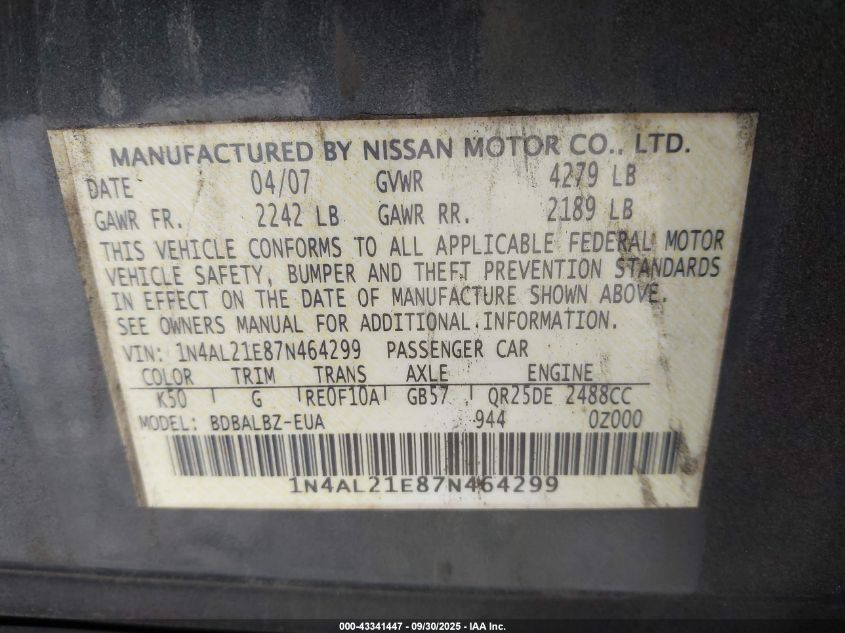 MANUFACTURED BY NISSAN MOTOR CO., LTD.
DATE 04/07 GVWR 4279 LB
GAWR FR. 2242 LB GAWR RR. 2189 LB
THIS VEHICLE CONFORMS TO ALL APPLICABLE FEDERAL MOTOR
VEHICLE SAFETY, BUMPER AND THEFT PREVENTION STANDARDS
IN EFFECT ON THE DATE OF MANUFACTURE SHOWN ABOVE.
SEE OWNERS MANUAL FOR ADDITIONAL INFORMATION.
VIN: 1N4AL21E87N464299 PASSENGER CAR
COLOR TRIM TRANS AXLE ENGINE
K50 G RE0F10A GB57 QR25DE 2488CC
MODEL: BDBALBZ-EUA 944 0Z000
1N4AL21E87N464299
000-43341447 - 09/30/2025 - IAA Inc.